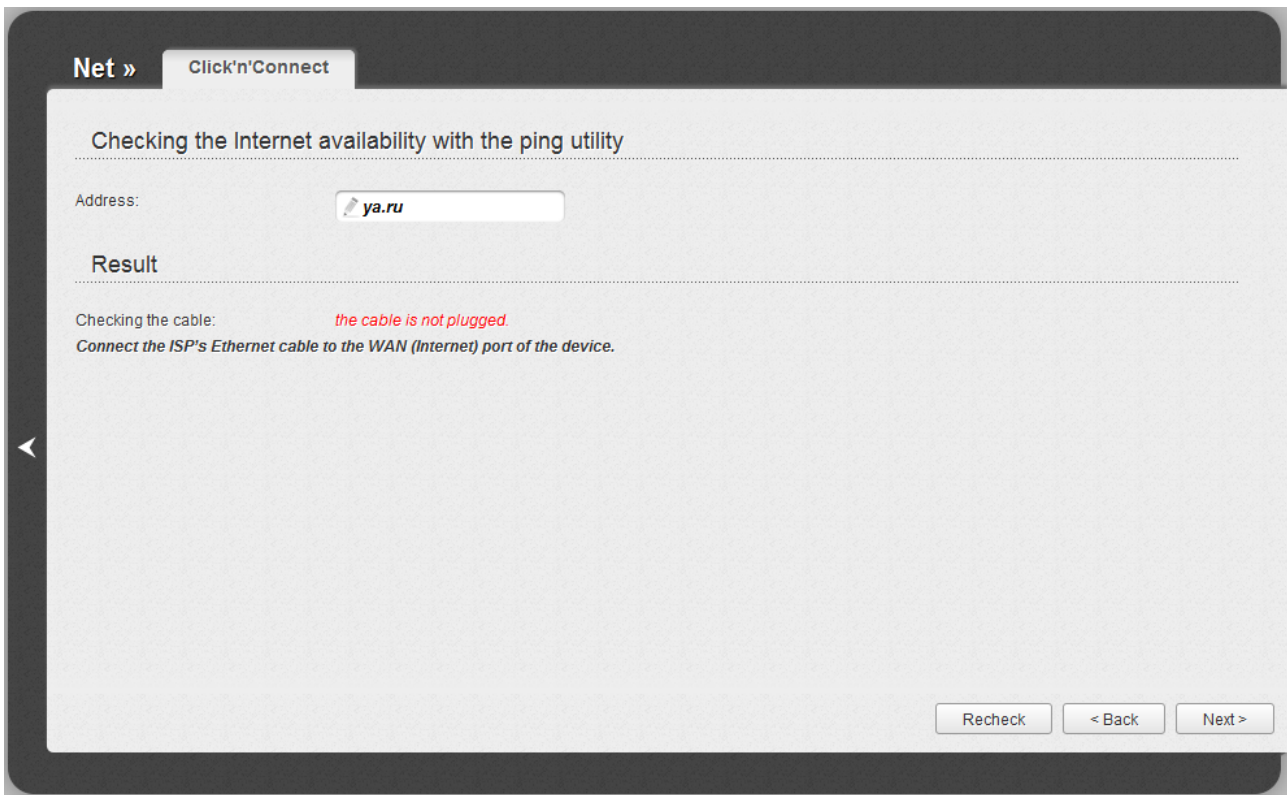 Net »
Click'n'Connect
Checking the Internet availability with the ping utility
Address:
ya.ru
Result
Checking the cable:
the cable is not plugged.
Connect the ISP's Ethernet cable to the WAN (Internet) port of the device.
Recheck
< Back
Next >